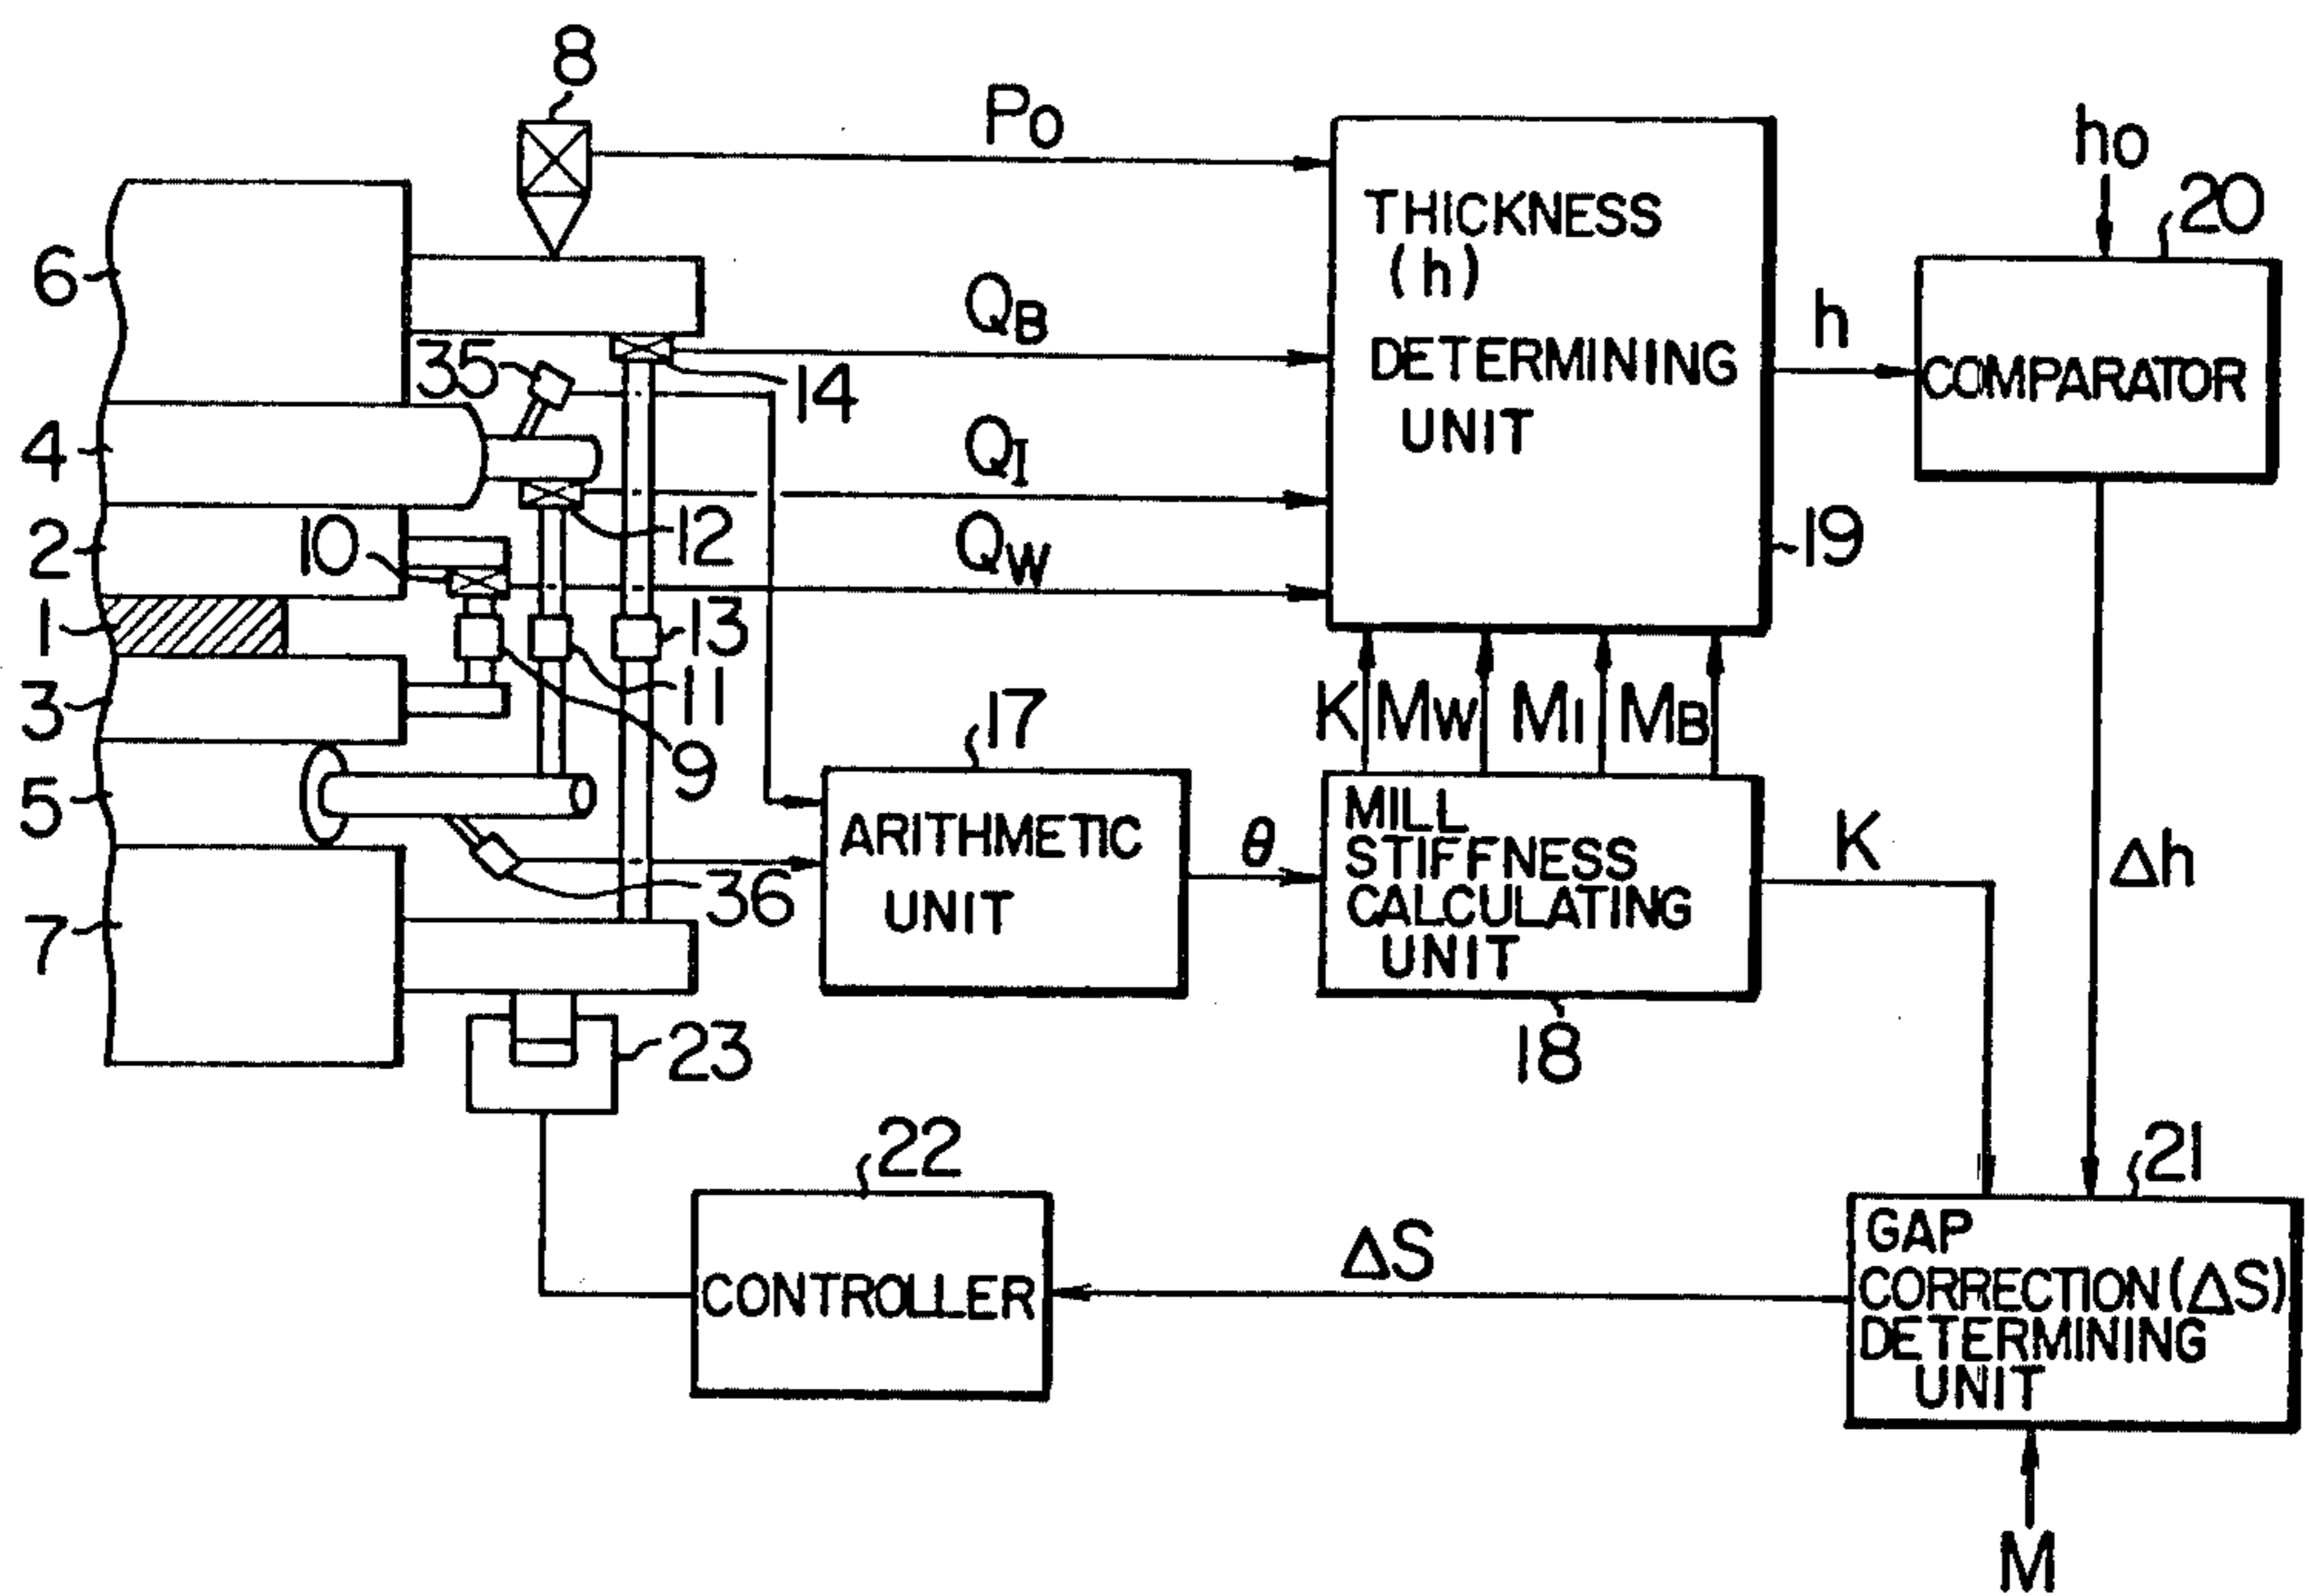 8
Po
ho
20
THICKNESS
(h)
DETERMINING
UNIT
6
QB
h
COMPARATOR
35
14
4
QI
12
19
2
10
QW
1
13
11
3
K MW MI MB
17
9
5
ARITHMETIC
UNIT
θ
MILL
STIFFNESS
CALCULATING
UNIT
K
Δh
36
7
18
23
22
21
CONTROLLER
ΔS
GAP
CORRECTION(ΔS)
DETERMINING
UNIT
M